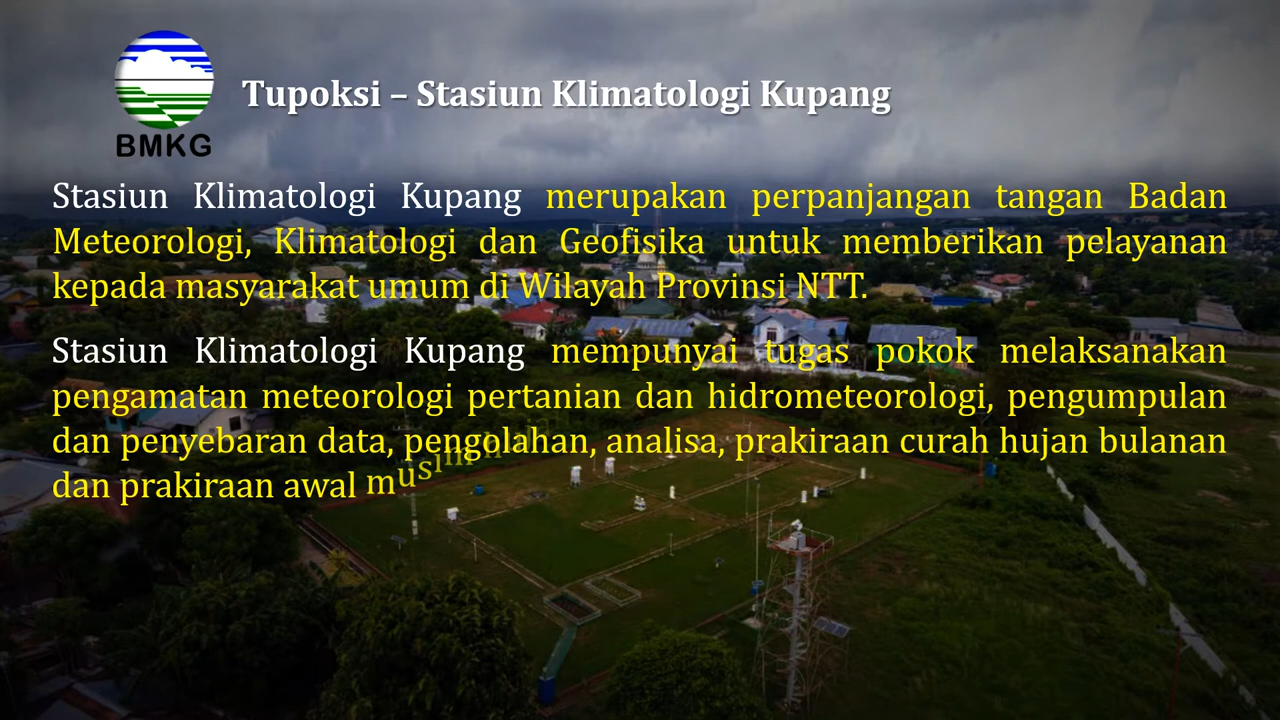 BMKG
Tupoksi – Stasiun Klimatologi Kupang
Stasiun Klimatologi Kupang merupakan perpanjangan tangan Badan
Meteorologi, Klimatologi dan Geofisika untuk memberikan pelayanan
kepada masyarakat umum di Wilayah Provinsi NTT.
Stasiun Klimatologi Kupang mempunyai tugas pokok melaksanakan
pengamatan meteorologi pertanian dan hidrometeorologi, pengumpulan
dan penyebaran data, pengolahan, analisa, prakiraan curah hujan bulanan
dan prakiraan awal musim